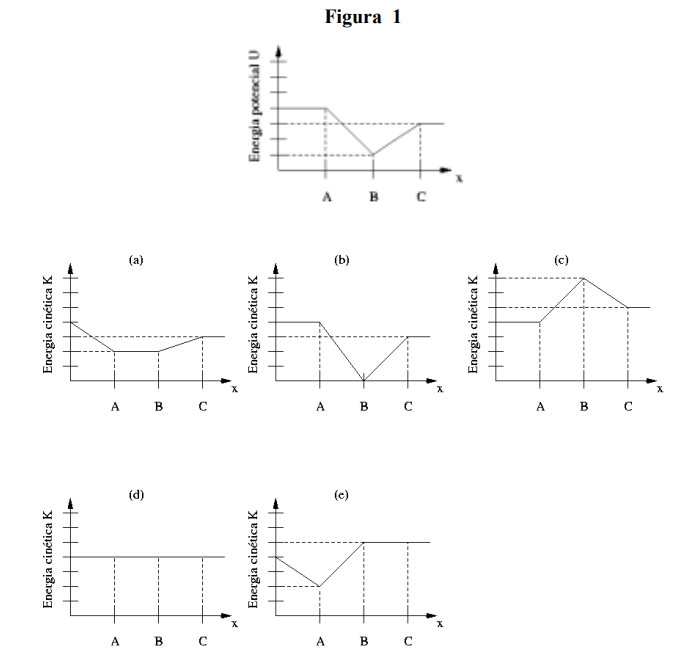 Figura 1
Energia potencial U
x
A B C
(a)
Energia cinética K
x
A B C
(b)
Energia cinética K
x
A B C
(c)
Energia cinética K
x
A B C
(d)
Energia cinética K
x
A B C
(e)
Energia cinética K
x
A B C